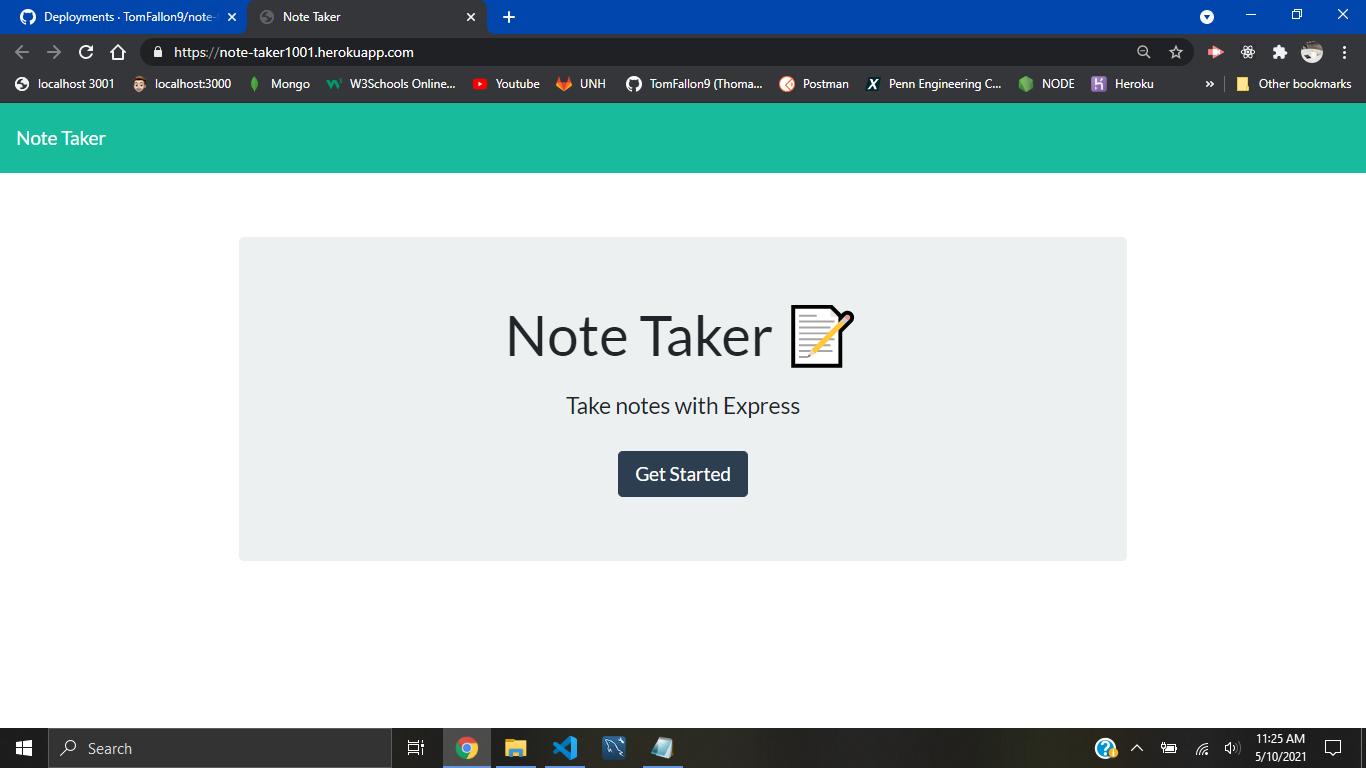 Deployments · TomFallon9/note-
Note Taker
https://note-taker1001.herokuapp.com
localhost 3001
localhost:3000
Mongo
W3Schools Online...
Youtube
UNH
TomFallon9 (Thoma...
Postman
Penn Engineering C...
NODE
Heroku
»
Other bookmarks
Note Taker
Note Taker
Take notes with Express
Get Started
Search
11:25 AM
5/10/2021